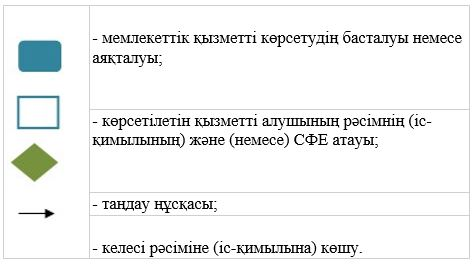 - мемлекеттік қызметті көрсетудің басталуы немесе
аяқталуы;
- көрсетілетін қызметті алушының рәсімнің (іс-
қимылының) және (немесе) СФЕ атауы;
- таңдау нұсқасы;
- келесі рәсіміне (іс-қимылына) көшу.